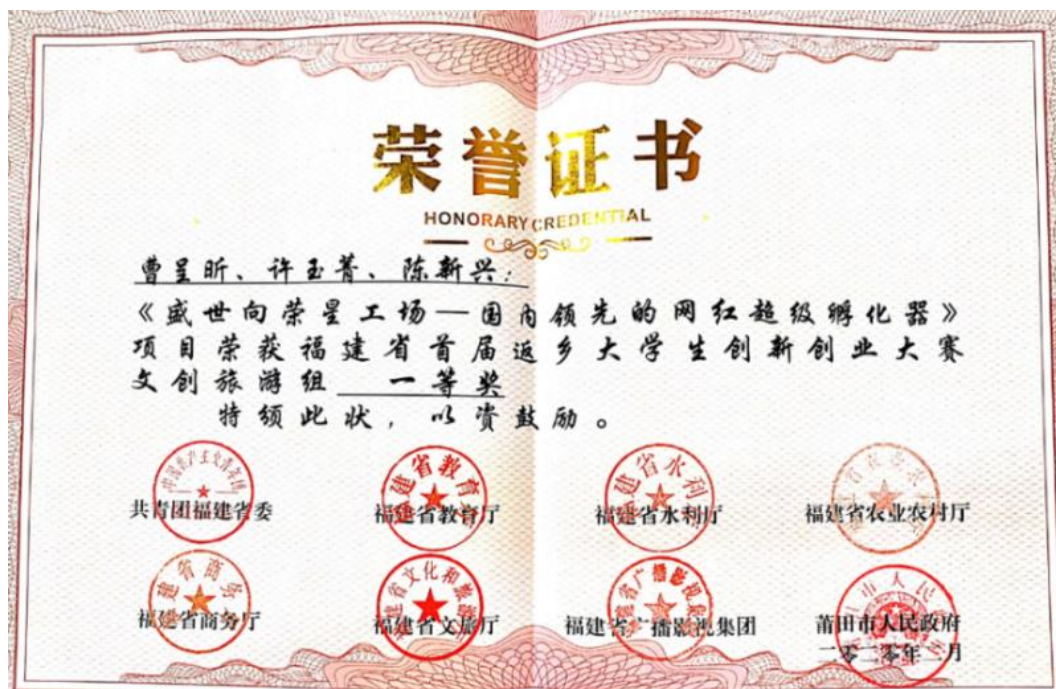 荣誉证书
HONORARY CREDENTIAL
曹呈昕、许玉菁、陈新兴：
《盛世向荣星工场—国内领先的网红超级孵化器》
项目荣获福建省首届返乡大学生创新创业大赛
文创旅游组 一等奖
特颁此状，以资鼓励。
共青团福建省委 福建省教育厅 福建省水利厅 福建省农业农村厅
福建省商务厅 福建省文旅厅 福建省广播影视集团 莆田市人民政府
二零二零年二月